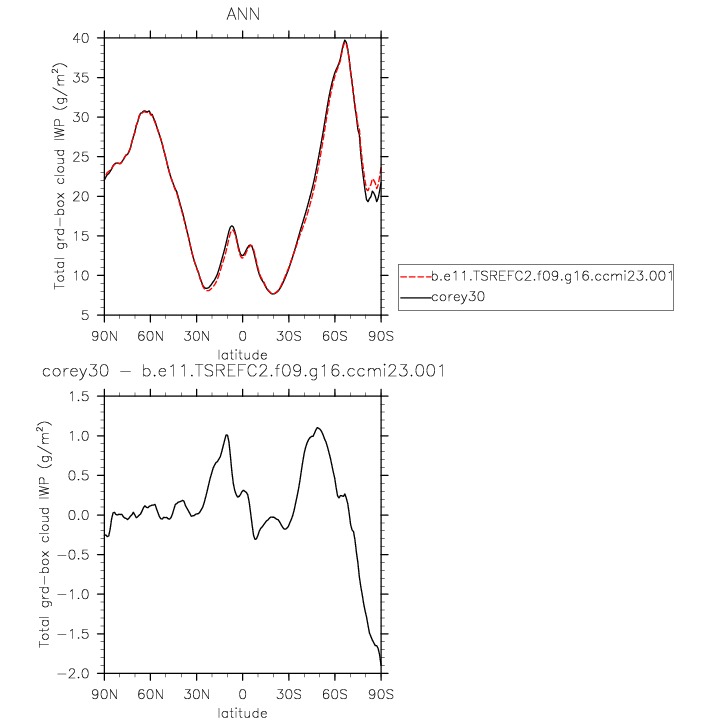 ANN
Total grd-box cloud IWP (g/m²)
40
35
30
25
20
15
10
5
90N 60N 30N 0 30S 60S 90S
latitude
b.e11.TSREFC2.f09.g16.ccmi23.001
corey30
corey30 - b.e11.TSREFC2.f09.g16.ccmi23.001
Total grd-box cloud IWP (g/m²)
1.5
1.0
0.5
0.0
-0.5
-1.0
-1.5
-2.0
90N 60N 30N 0 30S 60S 90S
latitude